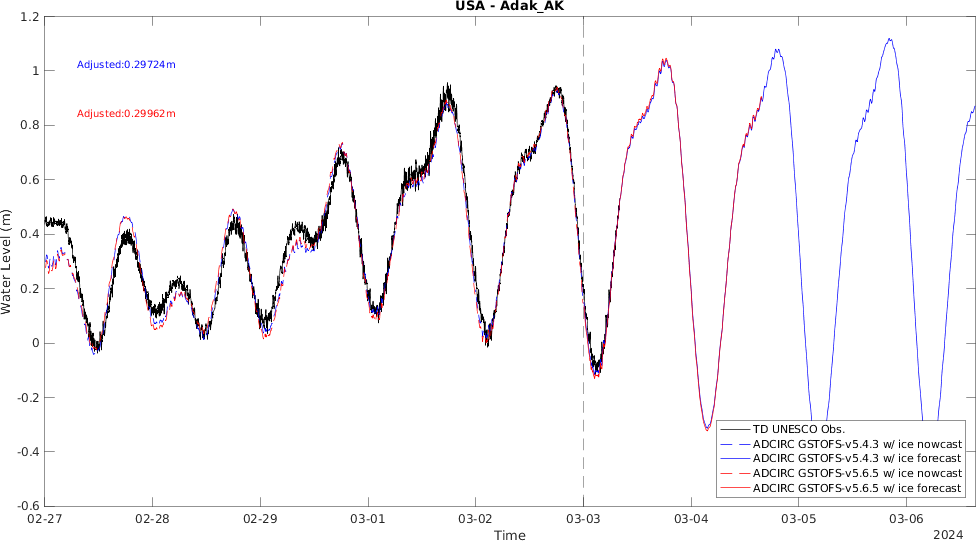 USA - Adak_AK
Adjusted:0.29724m
Adjusted:0.29962m
Water Level (m)
1.2
1
0.8
0.6
0.4
0.2
0
-0.2
-0.4
-0.6
TD UNESCO Obs.
ADCIRC GSTOFS-v5.4.3 w/ ice nowcast
ADCIRC GSTOFS-v5.4.3 w/ ice forecast
ADCIRC GSTOFS-v5.6.5 w/ ice nowcast
ADCIRC GSTOFS-v5.6.5 w/ ice forecast
02-27 02-28 02-29 03-01 03-02 03-03 03-04 03-05 03-06
Time
2024